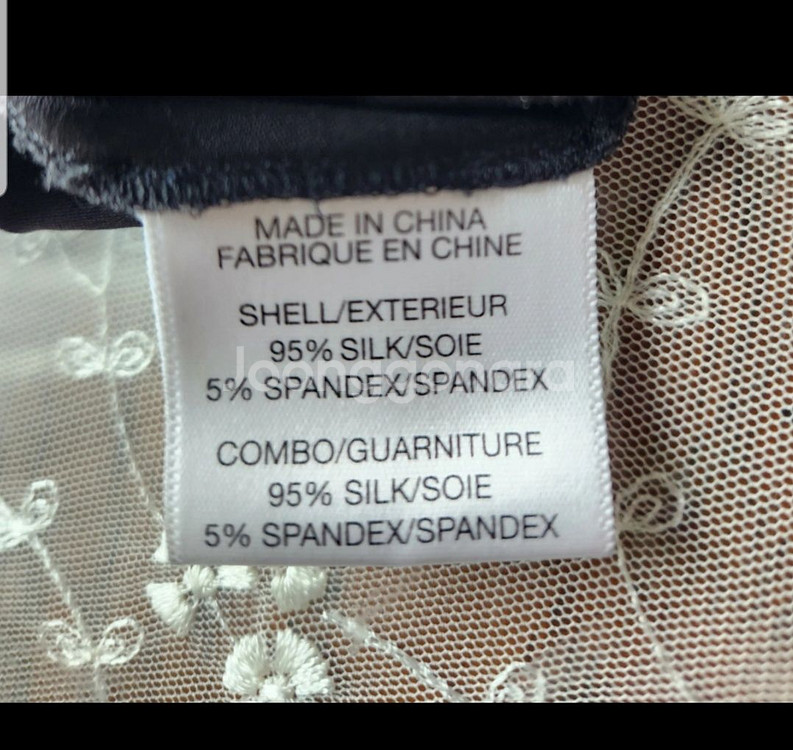 MADE IN CHINA
FABRIQUE EN CHINE
SHELL/EXTERIEUR
95% SILK/SOIE
5% SPANDEX/SPANDEX
Joonggonara
COMBO/GUARNITURE
95% SILK/SOIE
5% SPANDEX/SPANDEX